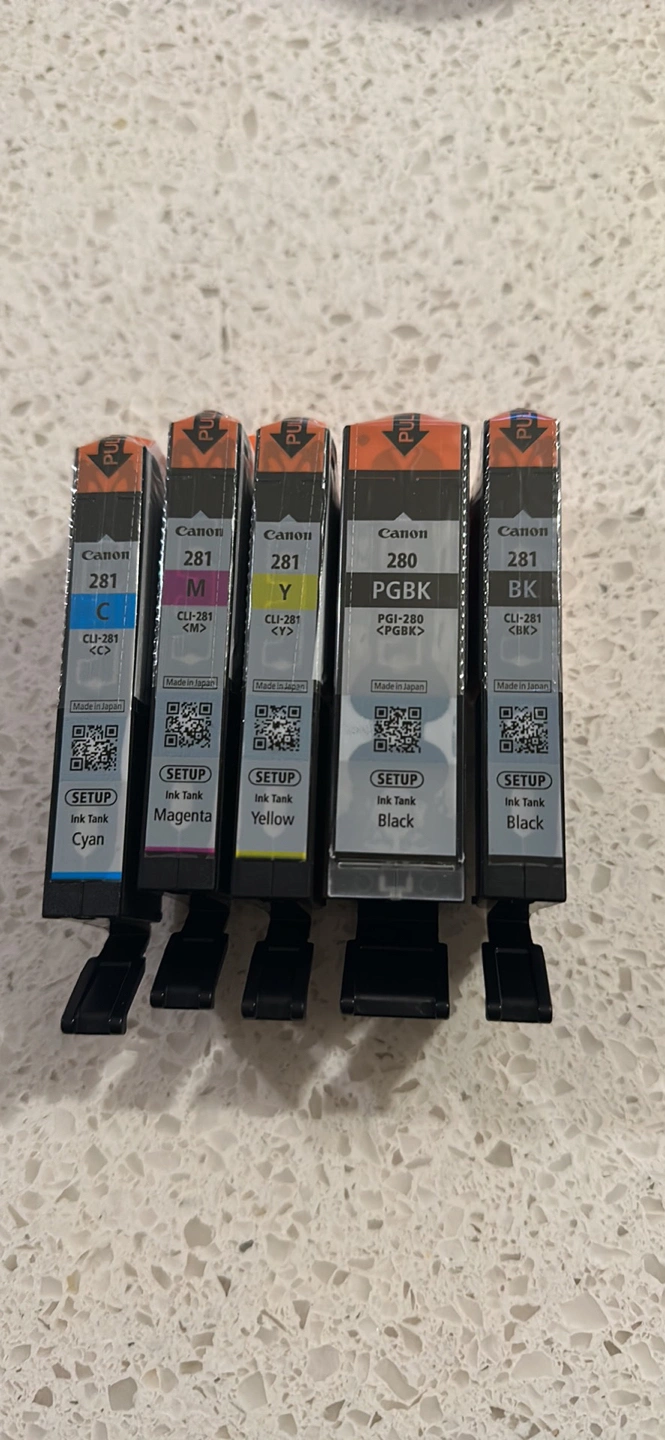 PULL
Canon
281
C
CLI-281
<C>
Made in Japan
SETUP
Ink Tank
Cyan
PULL
Canon
281
M
CLI-281
<M>
Made in Japan
SETUP
Ink Tank
Magenta
PULL
Canon
281
Y
CLI-281
<Y>
Made in Japan
SETUP
Ink Tank
Yellow
PULL
Canon
280
PGBK
PGI-280
<PGBK>
Made in Japan
SETUP
Ink Tank
Black
PULL
Canon
281
BK
CLI-281
<BK>
Made in Japan
SETUP
Ink Tank
Black